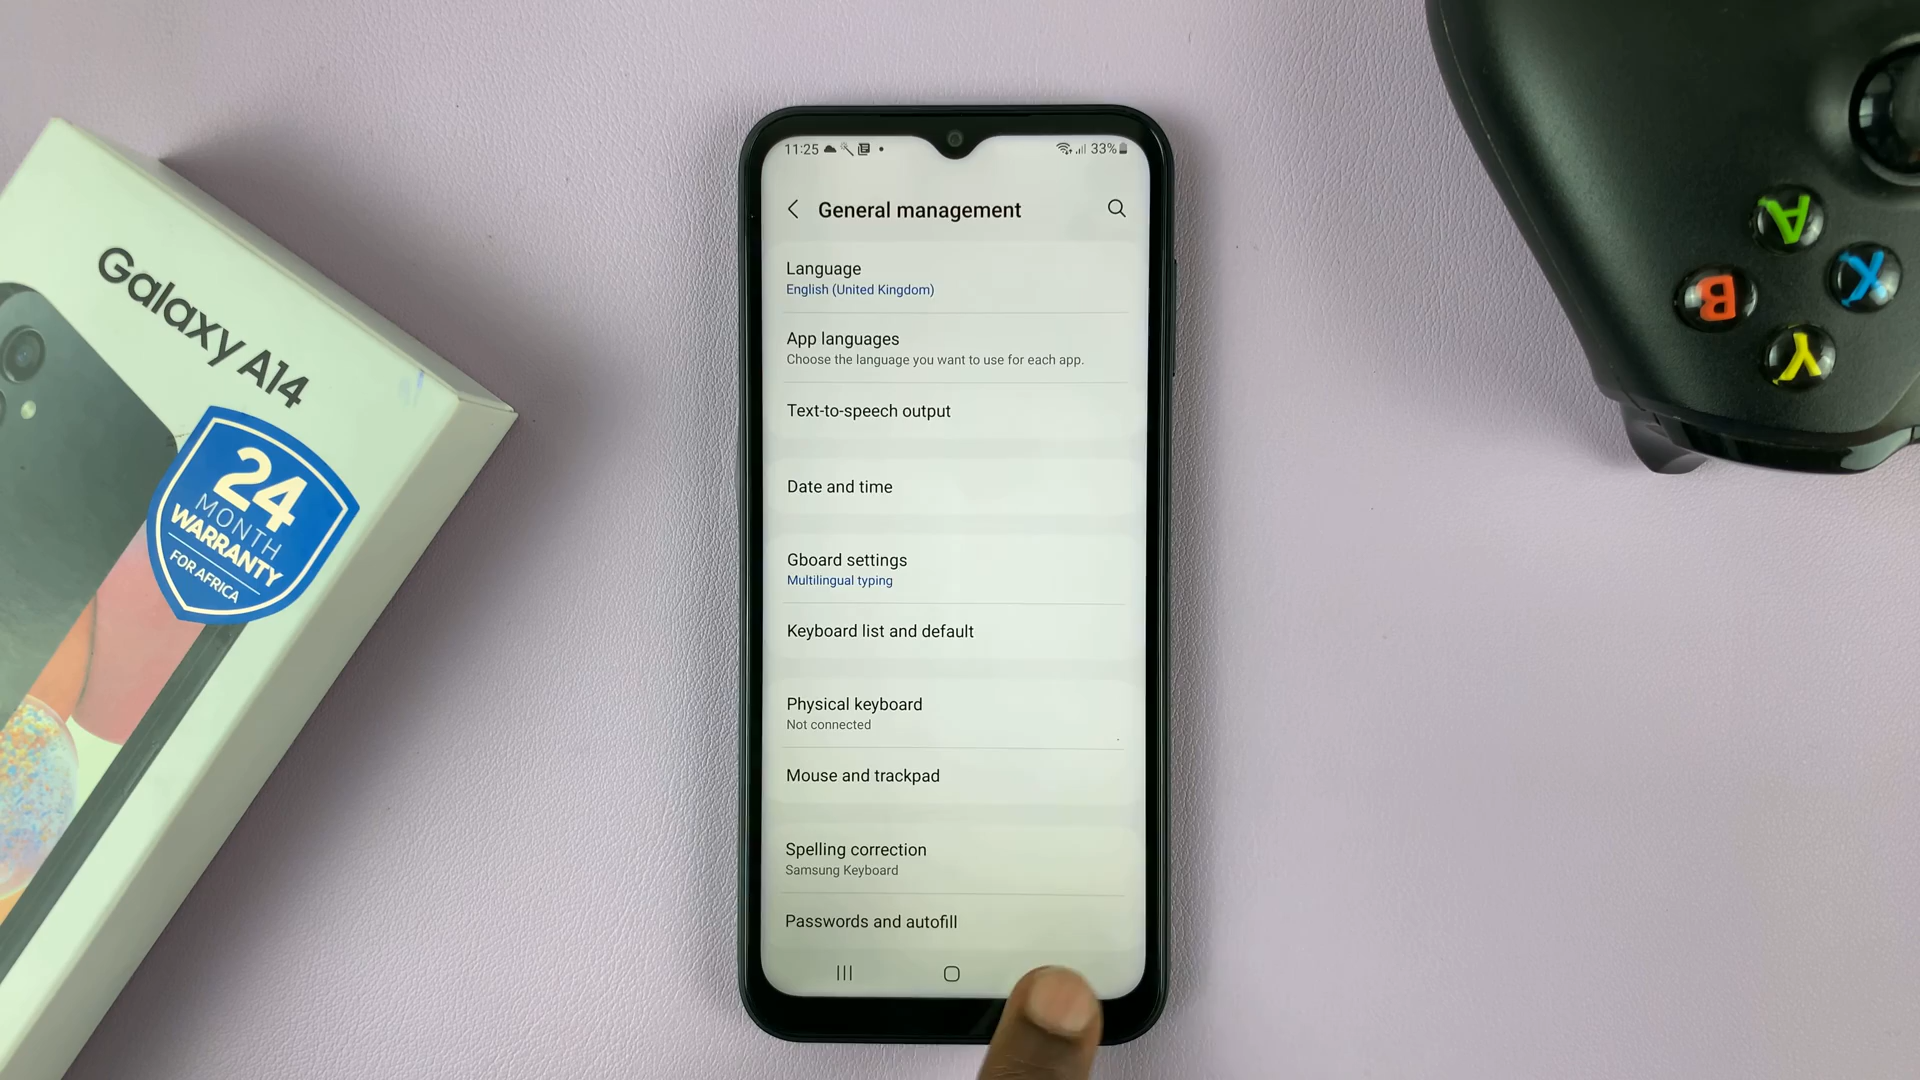 Galaxy A14
24
MONTH
WARRANTY
FOR AFRICA
11:25
33%
General management
Language
English (United Kingdom)
App languages
Choose the language you want to use for each app.
Text-to-speech output
Date and time
Gboard settings
Multilingual typing
Keyboard list and default
Physical keyboard
Not connected
Mouse and trackpad
Spelling correction
Samsung Keyboard
Passwords and autofill
A
B
X
Y